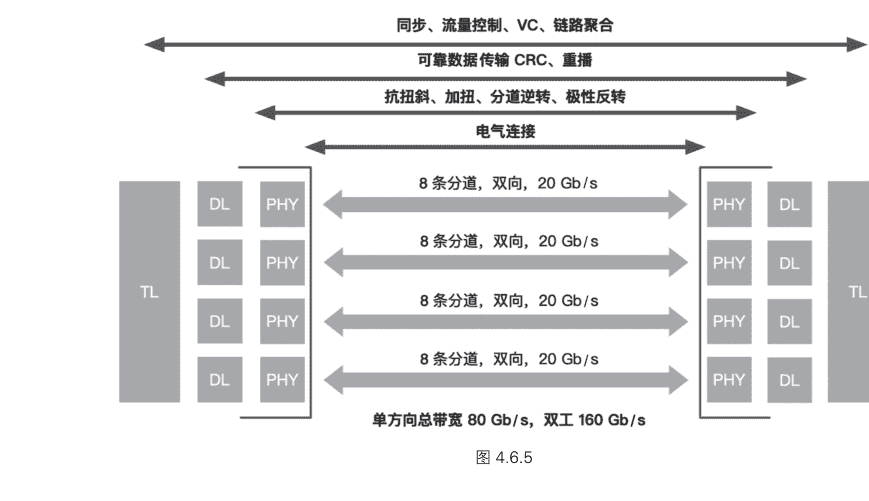 同步、流量控制、VC、链路聚合
可靠数据传输 CRC、重播
抗扭斜、加扭、分道逆转、极性反转
电气连接
8 条分道，双向，20 Gb/s
DL PHY PHY DL
8 条分道，双向，20 Gb/s
DL PHY PHY DL
TL TL
8 条分道，双向，20 Gb/s
DL PHY PHY DL
8 条分道，双向，20 Gb/s
DL PHY PHY DL
单方向总带宽 80 Gb/s，双工 160 Gb/s
图 4.6.5